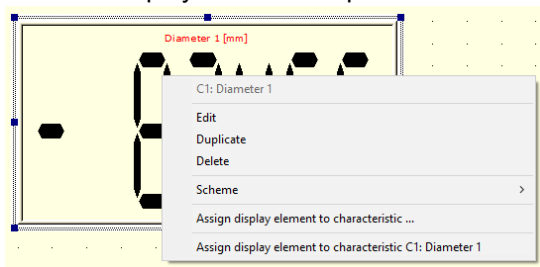 Diameter 1 [mm]
C1: Diameter 1
Edit
Duplicate
Delete
Scheme
Assign display element to characteristic ...
Assign display element to characteristic C1: Diameter 1